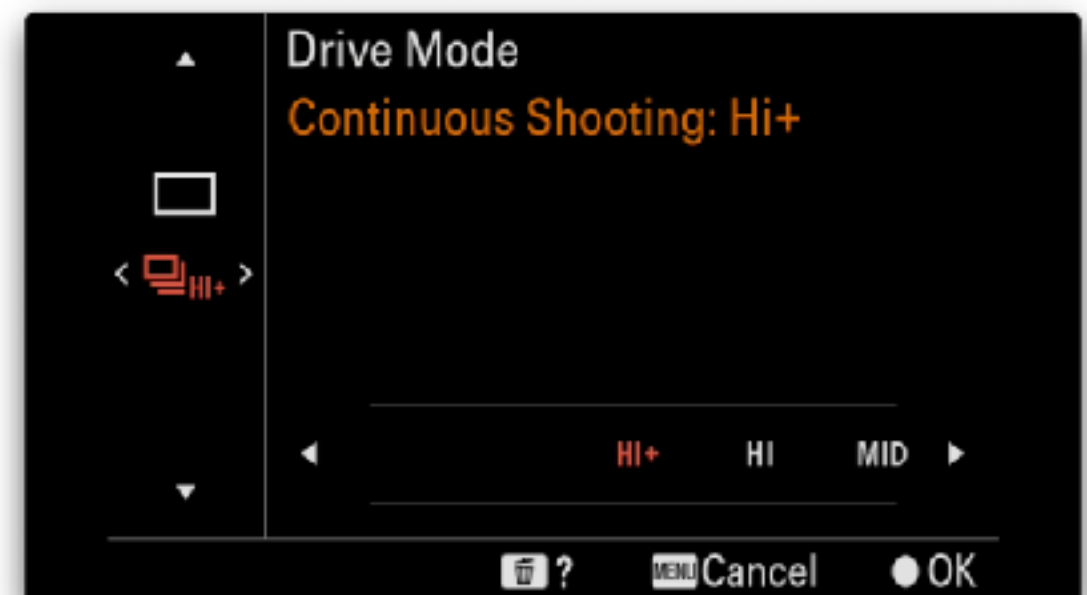 Drive Mode
Continuous Shooting: Hi+
HI+
HI+ HI MID
? MENU Cancel OK